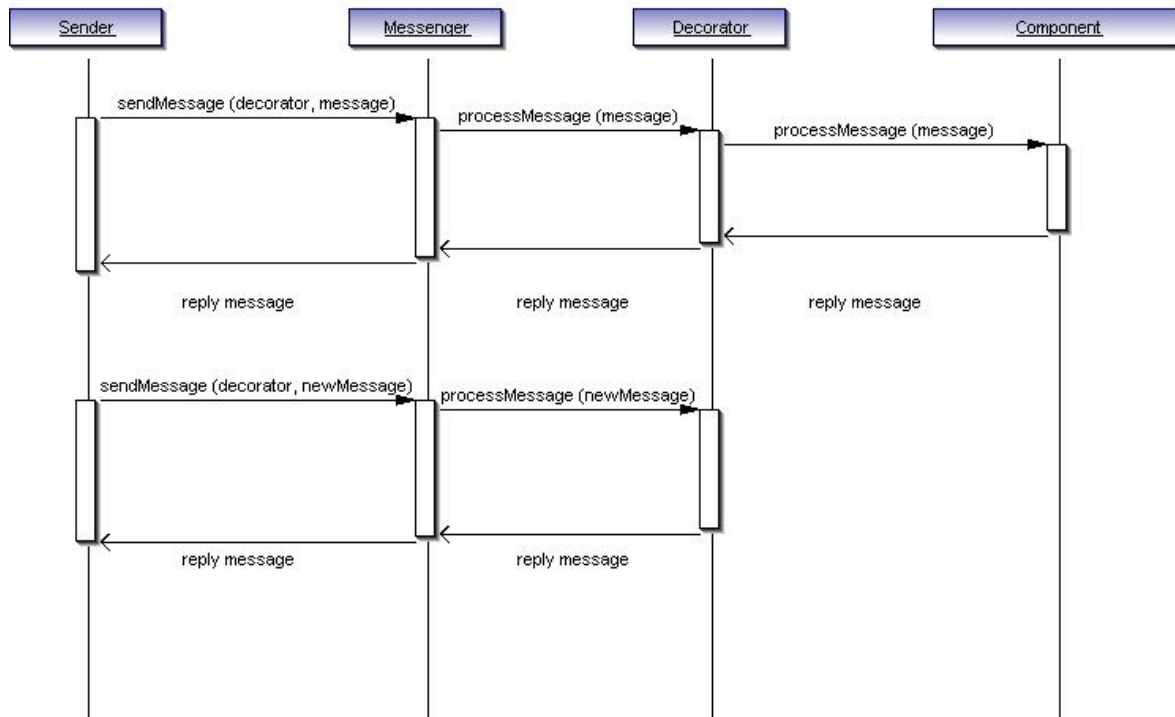 Sender
Messenger
Decorator
Component
sendMessage (decorator, message)
processMessage (message)
processMessage (message)
reply message
reply message
reply message
sendMessage (decorator, newMessage)
processMessage (newMessage)
reply message
reply message